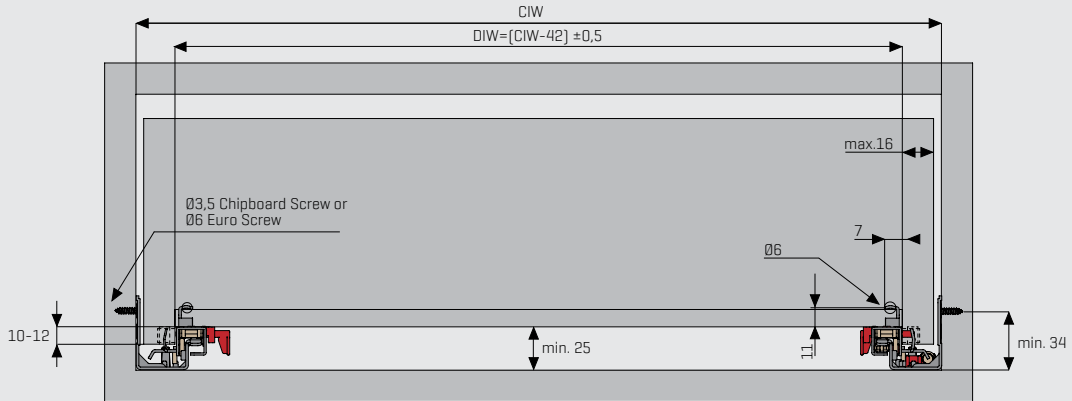 CIW
DIW=(CIW-42) ±0,5
max.16
Ø3,5 Chipboard Screw or
Ø6 Euro Screw
7
Ø6
10-12
min. 25
11
min. 34